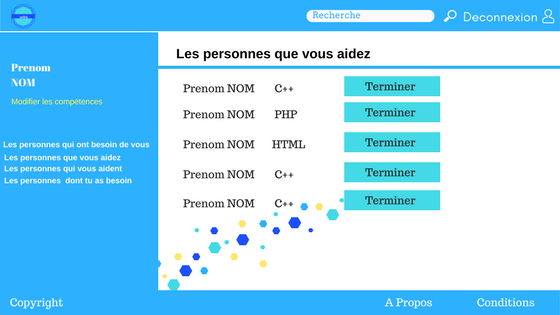 Recherche
Deconnexion
Prenom
NOM
Modifier les compétences
Les personnes qui ont besoin de vous
Les personnes que vous aidez
Les personnes qui vous aident
Les personnes dont tu as besoin
Les personnes que vous aidez
Prenom NOM C++ Terminer
Prenom NOM PHP Terminer
Prenom NOM HTML Terminer
Prenom NOM C++ Terminer
Prenom NOM C++ Terminer
Copyright
A Propos
Conditions